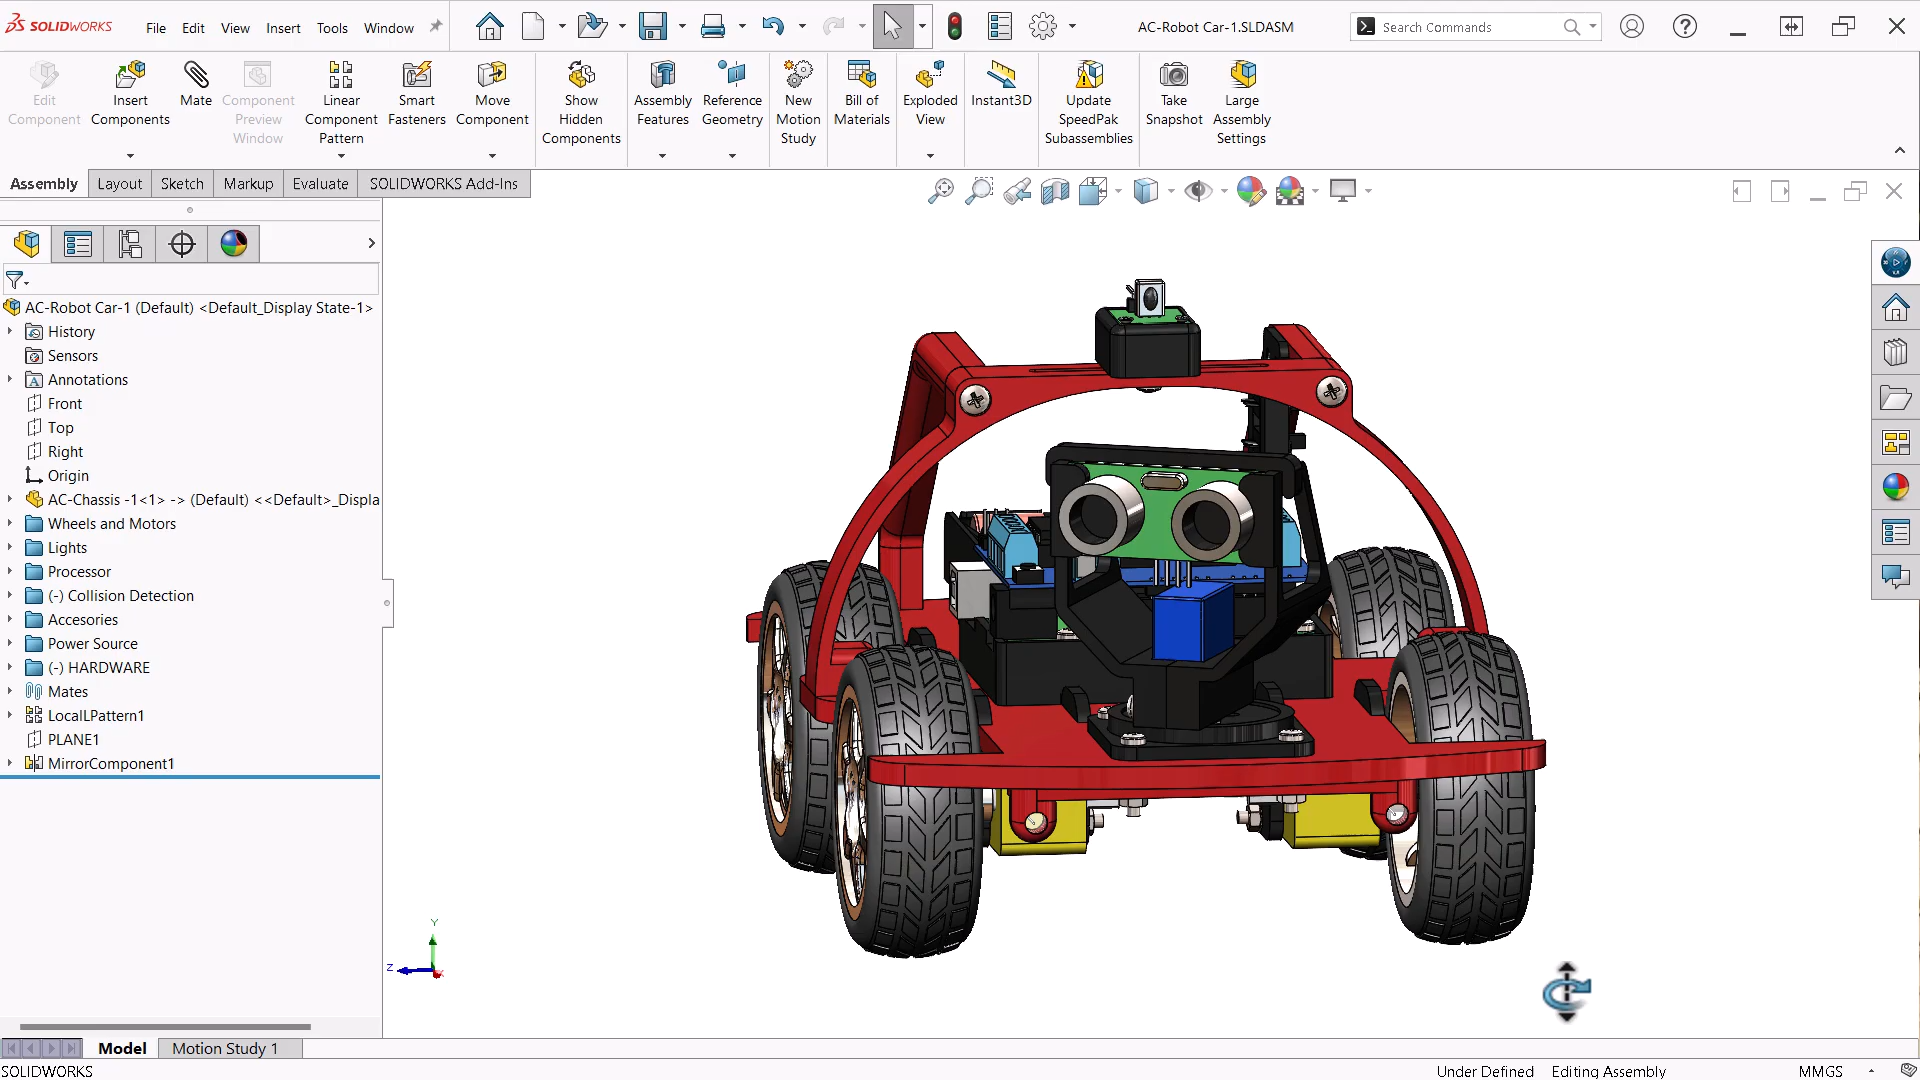 SOLIDWORKS
File Edit View Insert Tools Window
AC-Robot Car-1.SLDASM
Search Commands
Edit Component
Insert Components
Mate
Component Preview Window
Linear Component Pattern
Smart Fasteners
Move Component
Show Hidden Components
Assembly Features
Reference Geometry
New Motion Study
Bill of Materials
Exploded View
Instant3D
Update SpeedPak Subassemblies
Take Snapshot
Large Assembly Settings
Assembly Layout Sketch Markup Evaluate SOLIDWORKS Add-Ins
AC-Robot Car-1 (Default) <Default_Display State-1>
History
Sensors
Annotations
Front
Top
Right
Origin
AC-Chassis -1<1> -> (Default) <<Default>_Displa
Wheels and Motors
Lights
Processor
(-) Collision Detection
Accesories
Power Source
(-) HARDWARE
Mates
LocalLPattern1
PLANE1
MirrorComponent1
Y
Z
Model Motion Study 1
SOLIDWORKS
Under Defined Editing Assembly MMGS